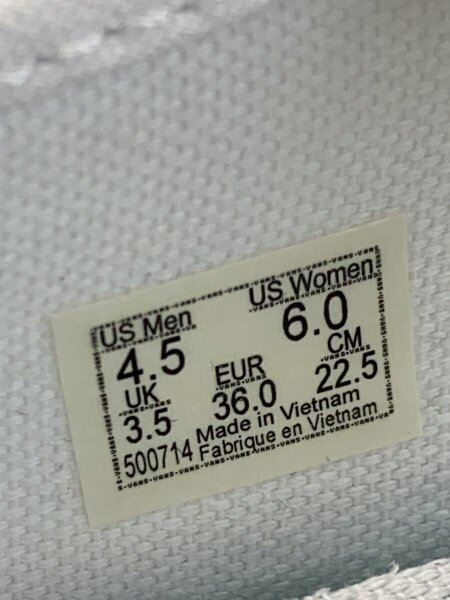 US Men US Women
4.5 6.0
UK EUR CM
3.5 36.0 22.5
500714 Made in Vietnam
Fabrique en Vietnam